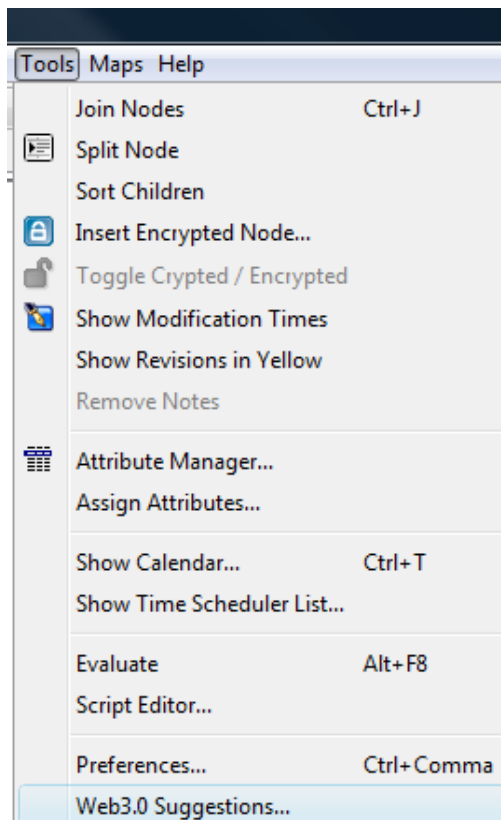 Tools Maps Help
Join Nodes Ctrl+J
Split Node
Sort Children
Insert Encrypted Node...
Toggle Crypted / Encrypted
Show Modification Times
Show Revisions in Yellow
Remove Notes
Attribute Manager...
Assign Attributes...
Show Calendar... Ctrl+T
Show Time Scheduler List...
Evaluate Alt+F8
Script Editor...
Preferences... Ctrl+Comma
Web3.0 Suggestions...